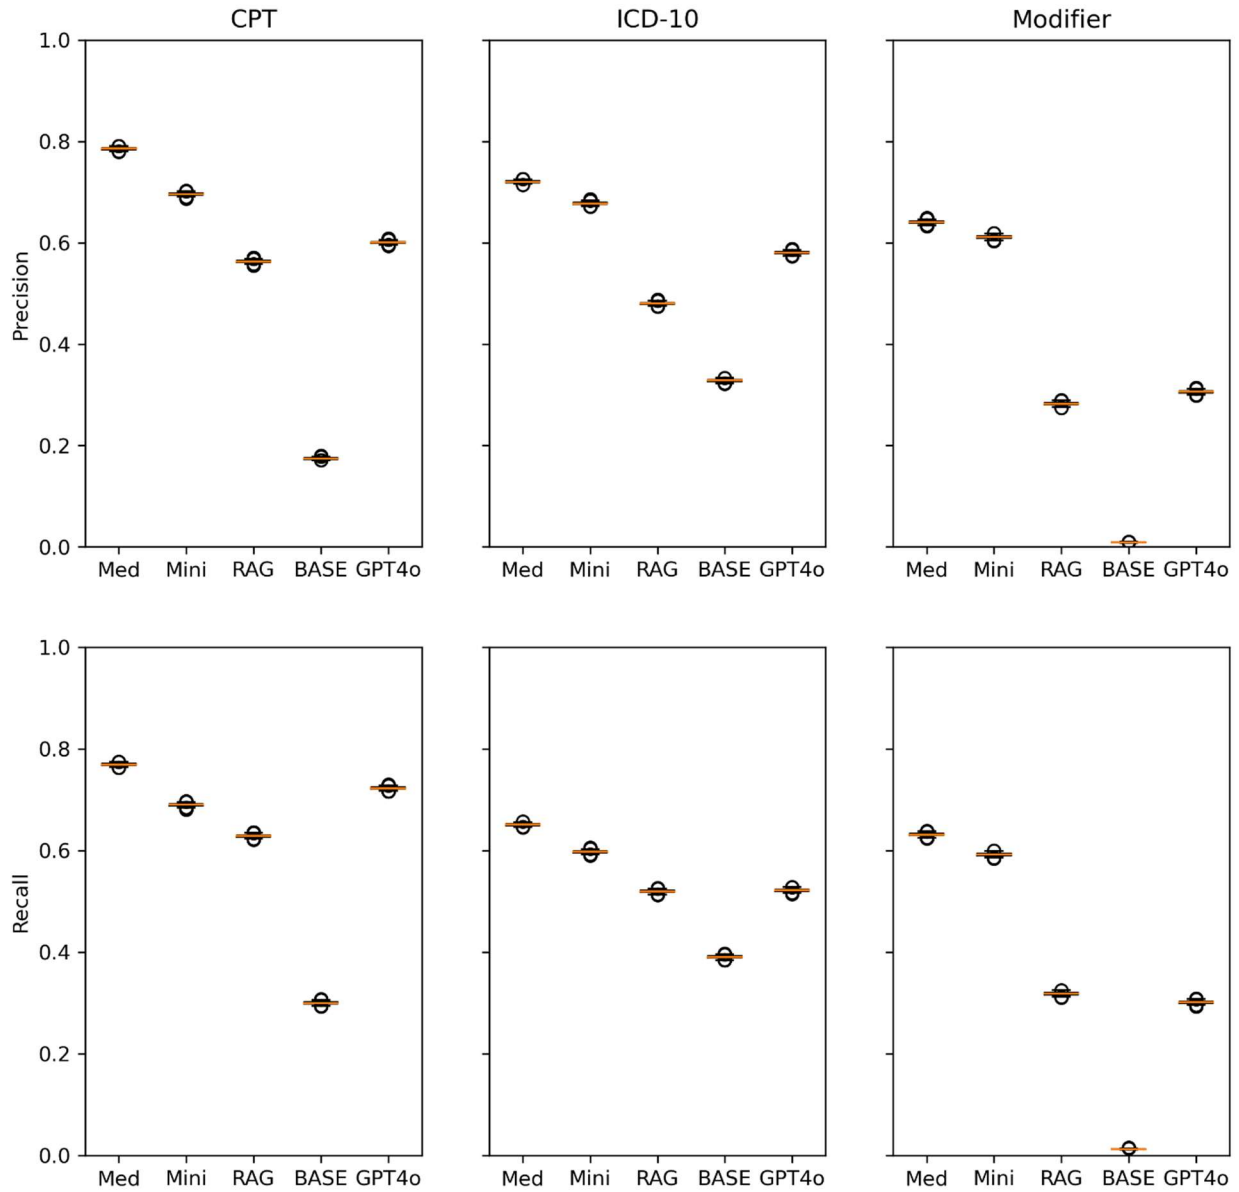 CPT ICD-10 Modifier
1.0
0.8
0.6
0.4
0.2
0.0
Precision
Med Mini RAG BASE GPT4o Med Mini RAG BASE GPT4o Med Mini RAG BASE GPT4o
1.0
0.8
0.6
0.4
0.2
0.0
Recall
Med Mini RAG BASE GPT4o Med Mini RAG BASE GPT4o Med Mini RAG BASE GPT4o